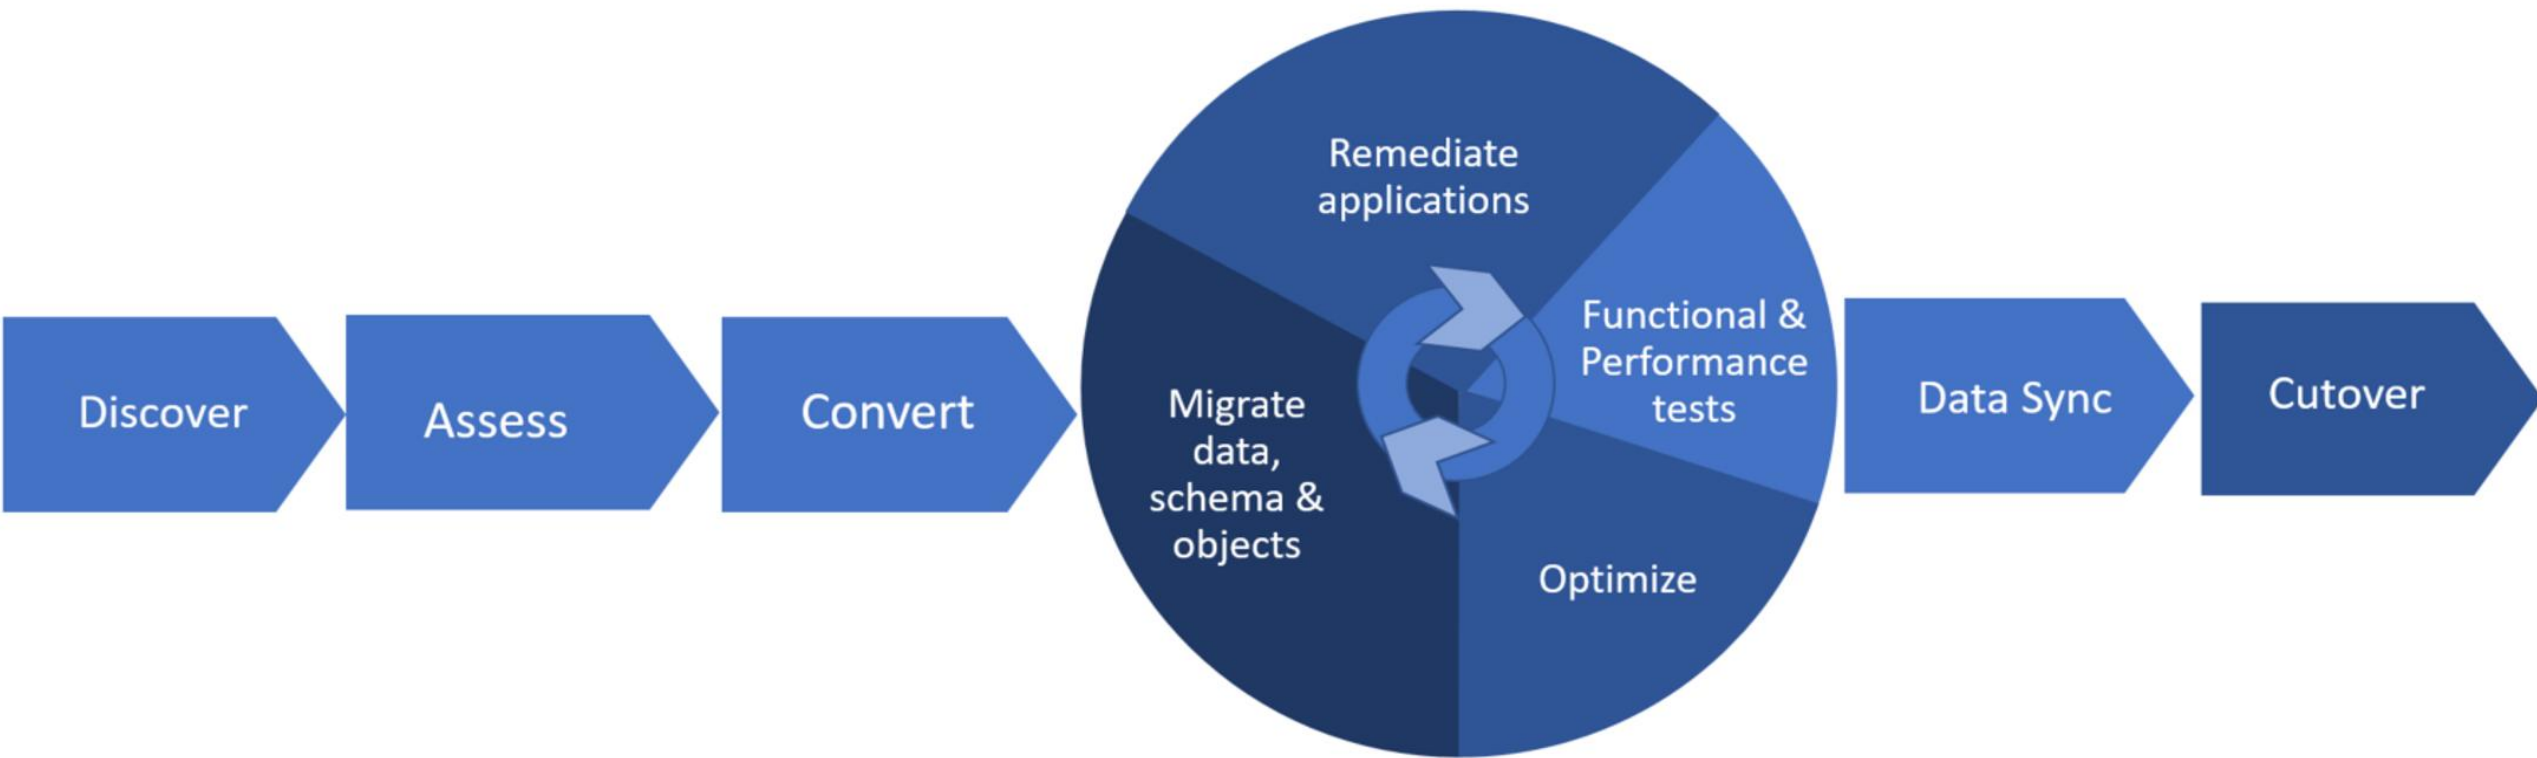 Discover
Assess
Convert
Remediate
applications
Migrate
data,
schema &
objects
Functional &
Performance
tests
Optimize
Data Sync
Cutover